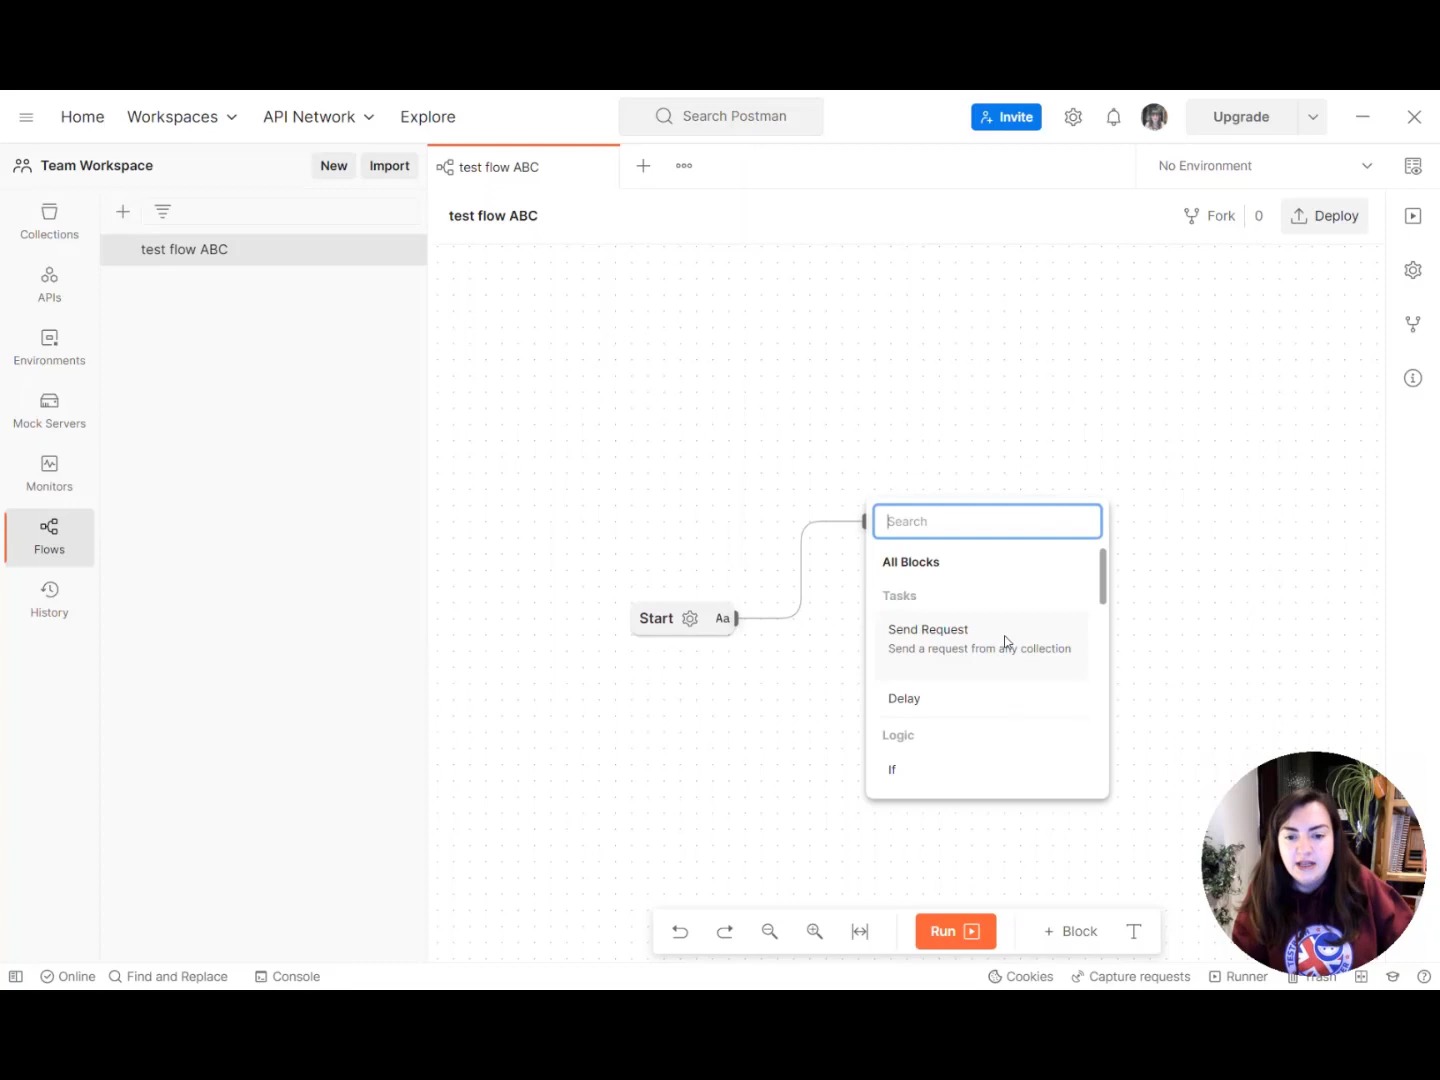 Home
Workspaces
API Network
Explore
Search Postman
Invite
Upgrade
Team Workspace
New
Import
test flow ABC
No Environment
Collections
test flow ABC
test flow ABC
Fork
0
Deploy
APIs
Environments
Mock Servers
Monitors
Flows
History
Start
Aa
Search
All Blocks
Tasks
Send Request
Send a request from any collection
Delay
Logic
If
Run
+ Block
T
Online
Find and Replace
Console
Cookies
Capture requests
Runner
Trash